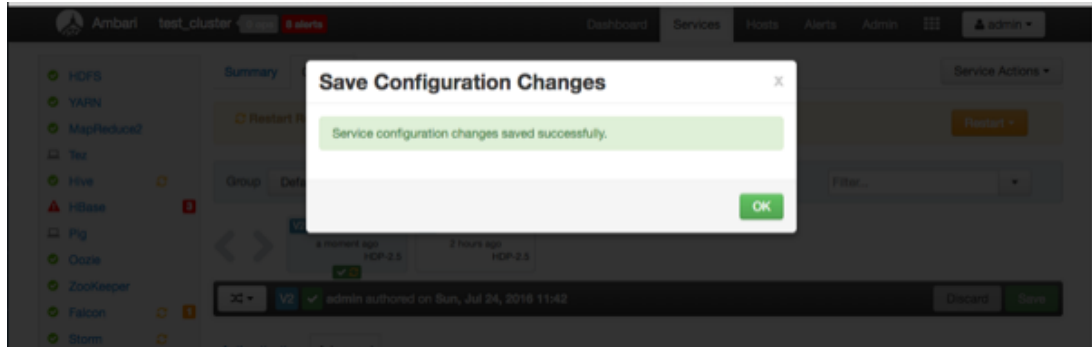 Ambari test_cluster 8 alerts Dashboard Services Hosts Alerts Admin admin
HDFS
YARN
MapReduce2
Tez
Hive
HBase 3
Pig
Oozie
ZooKeeper
Falcon 1
Storm
Summary
Service Actions
Save Configuration Changes x
Service configuration changes saved successfully.
OK
Restart
Restart
Group
Filter...
a moment ago
HDP-2.5
2 hours ago
HDP-2.5
V2 admin authored on Sun, Jul 24, 2016 11:42
Discard Save